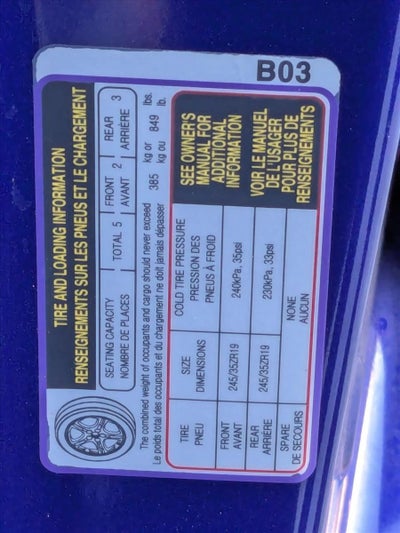 B03
TIRE AND LOADING INFORMATION
RENSEIGNEMENTS SUR LES PNEUS ET LE CHARGEMENT
SEATING CAPACITY
NOMBRE DE PLACES
TOTAL 5
FRONT 2
AVANT
REAR 3
ARRIÈRE
The combined weight of occupants and cargo should never exceed 385 kg or 849 lbs.
Le poids total des occupants et du chargement ne doit jamais dépasser kg ou lb.
TIRE
PNEU
SIZE
DIMENSIONS
COLD TIRE PRESSURE
PRESSION DES
PNEUS À FROID
SEE OWNER'S
MANUAL FOR
ADDITIONAL
INFORMATION
FRONT
AVANT
245/35ZR19
240kPa, 35psi
REAR
ARRIÈRE
245/35ZR19
230kPa, 33psi
VOIR LE MANUEL
DE L'USAGER
POUR PLUS DE
RENSEIGNEMENTS
SPARE
DE SECOURS
NONE
AUCUN